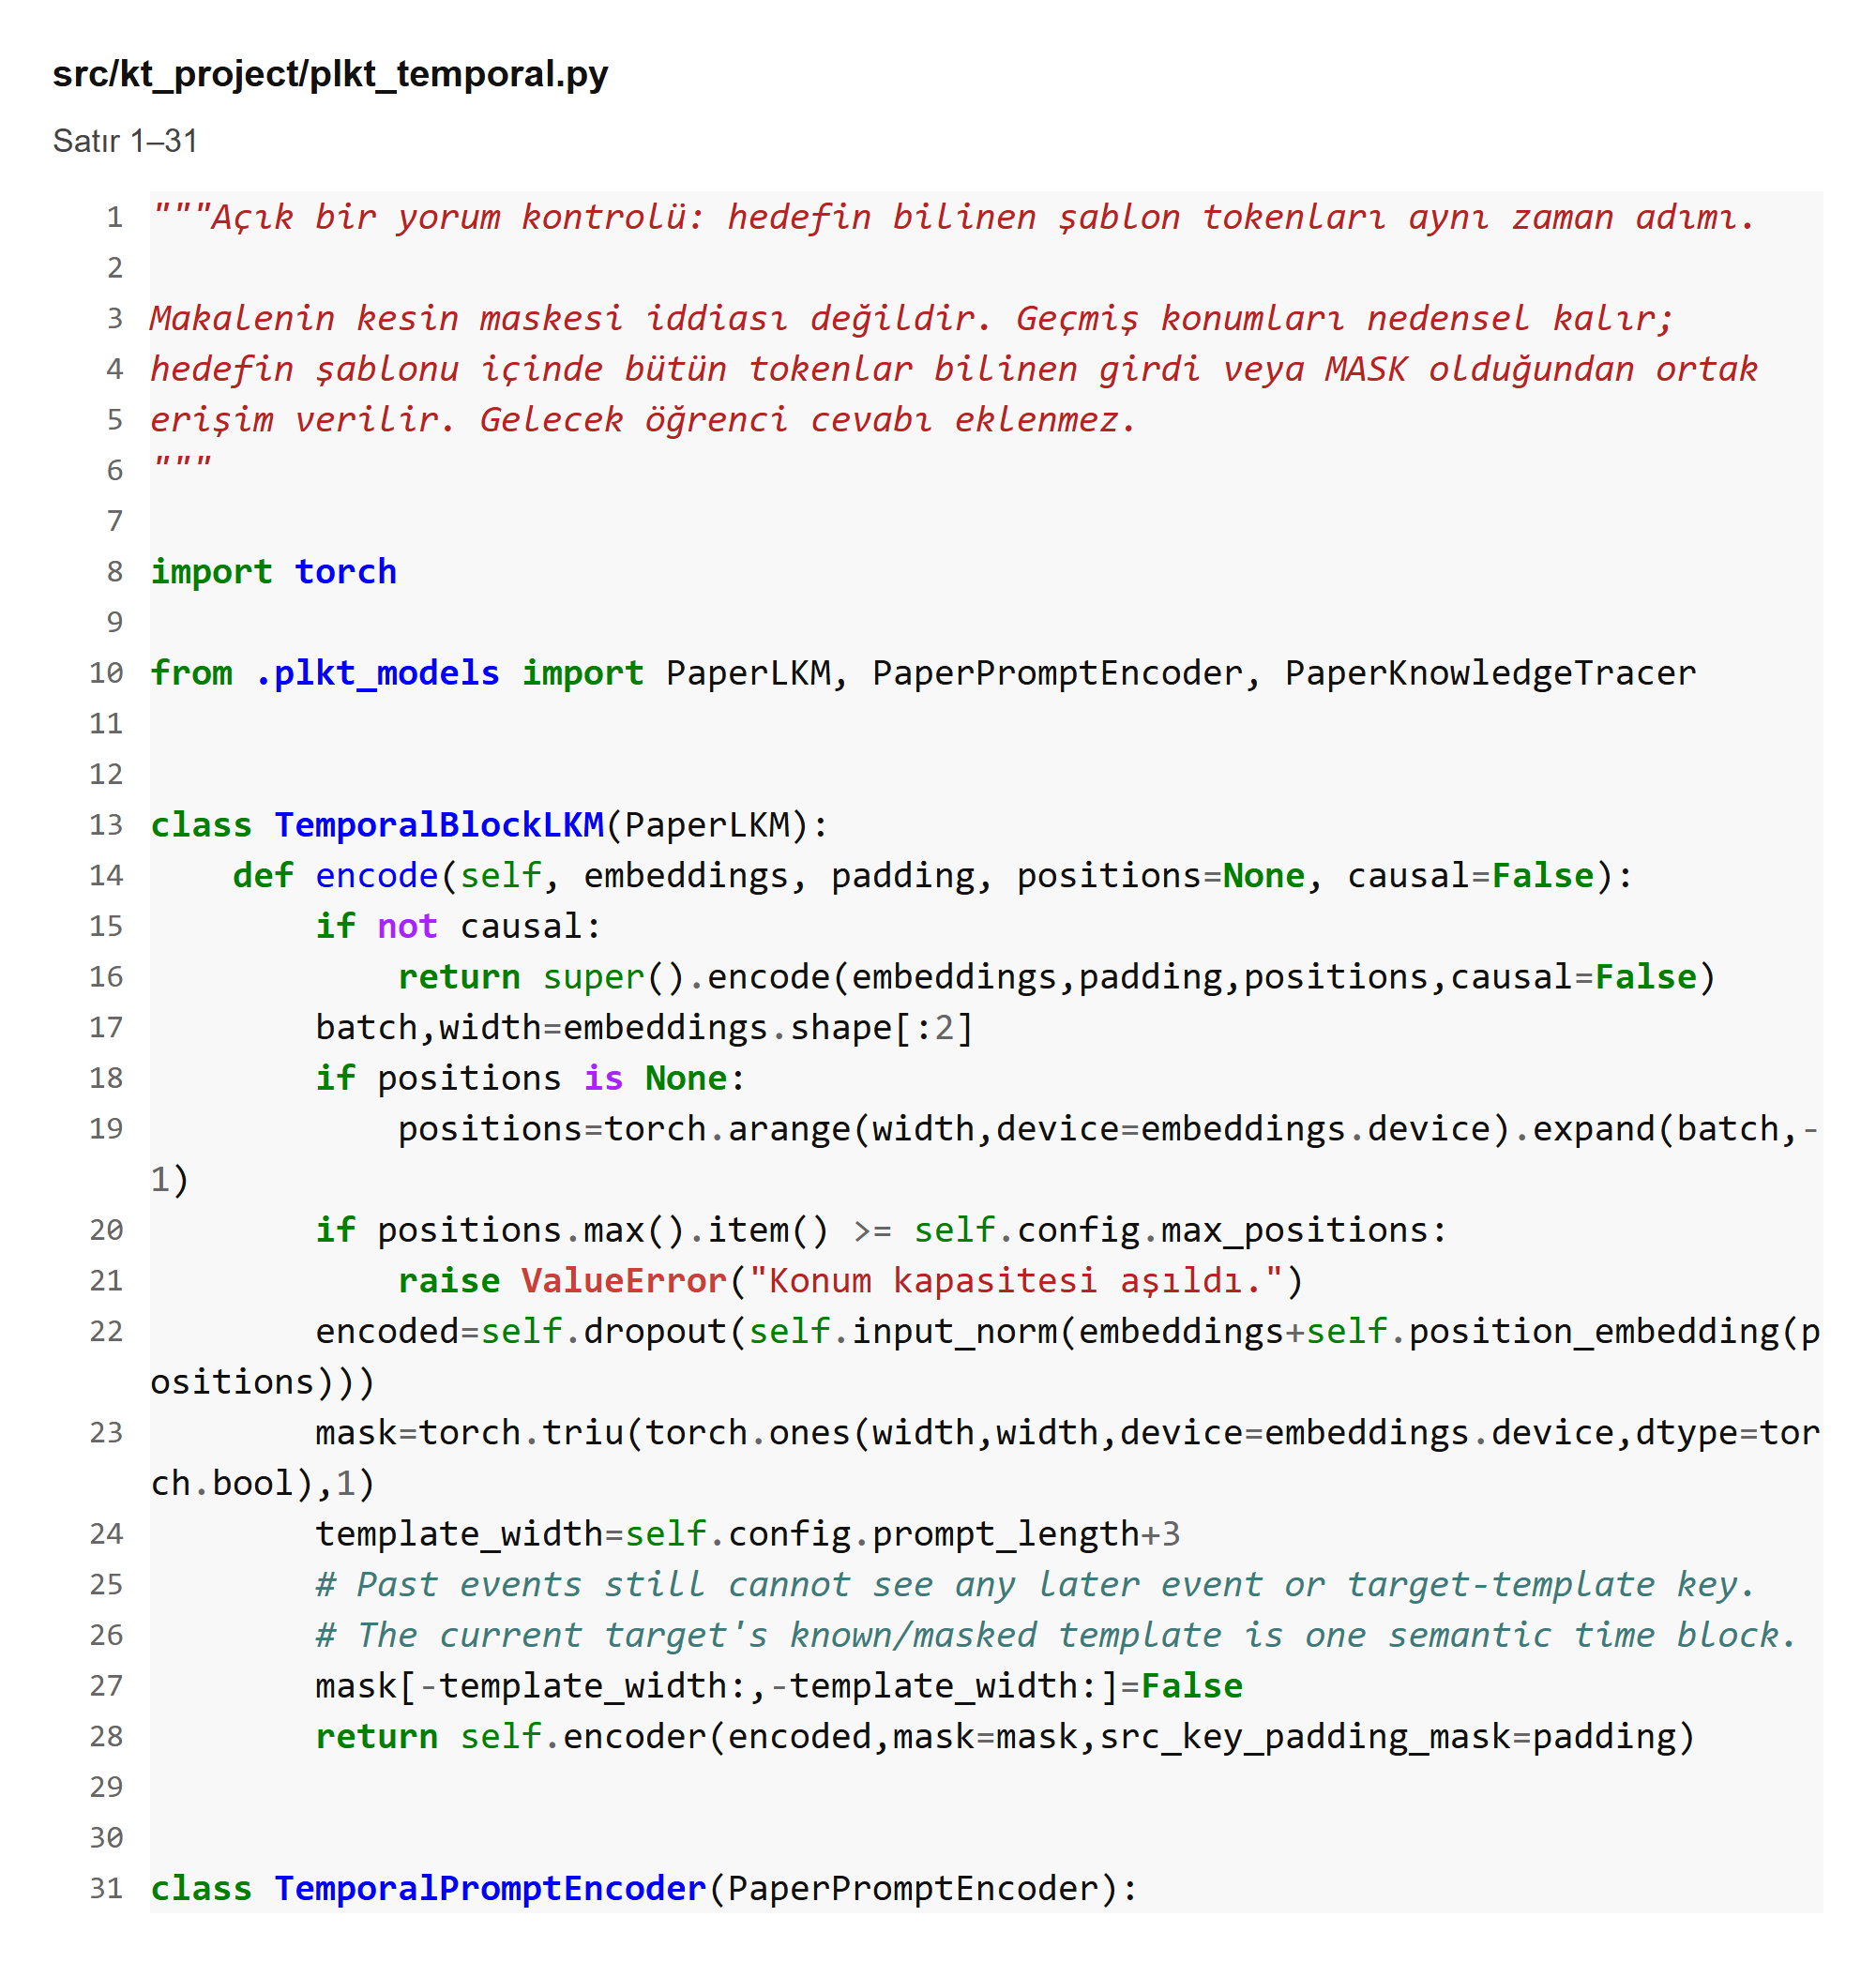 src/kt_project/plkt_temporal.py
Satır 1–31
1 """Açık bir yorum kontrolü: hedefin bilinen şablon tokenları aynı zaman adımı.
2
3 Makalenin kesin maskesi iddiası değildir. Geçmiş konumları nedensel kalır;
4 hedefin şablonu içinde bütün tokenlar bilinen girdi veya MASK olduğundan ortak
5 erişim verilir. Gelecek öğrenci cevabı eklenmez.
6 """
7
8 import torch
9
10 from .plkt_models import PaperLKM, PaperPromptEncoder, PaperKnowledgeTracer
11
12
13 class TemporalBlockLKM(PaperLKM):
14     def encode(self, embeddings, padding, positions=None, causal=False):
15         if not causal:
16             return super().encode(embeddings,padding,positions,causal=False)
17         batch,width=embeddings.shape[:2]
18         if positions is None:
19             positions=torch.arange(width,device=embeddings.device).expand(batch,-
1)
20         if positions.max().item() >= self.config.max_positions:
21             raise ValueError("Konum kapasitesi aşıldı.")
22         encoded=self.dropout(self.input_norm(embeddings+self.position_embedding(p
ositions)))
23         mask=torch.triu(torch.ones(width,width,device=embeddings.device,dtype=tor
ch.bool),1)
24         template_width=self.config.prompt_length+3
25         # Past events still cannot see any later event or target-template key.
26         # The current target's known/masked template is one semantic time block.
27         mask[-template_width:,-template_width:]=False
28         return self.encoder(encoded,mask=mask,src_key_padding_mask=padding)
29
30
31 class TemporalPromptEncoder(PaperPromptEncoder):